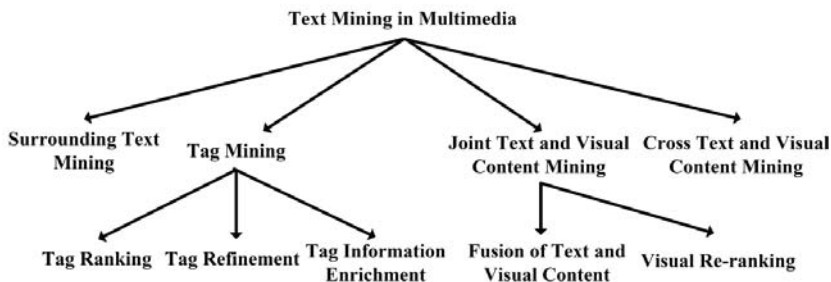 Text Mining in Multimedia
Surrounding Text
Mining
Tag Mining
Joint Text and Visual
Content Mining
Cross Text and Visual
Content Mining
Tag Ranking
Tag Refinement
Tag Information
Enrichment
Fusion of Text and
Visual Content
Visual Re-ranking